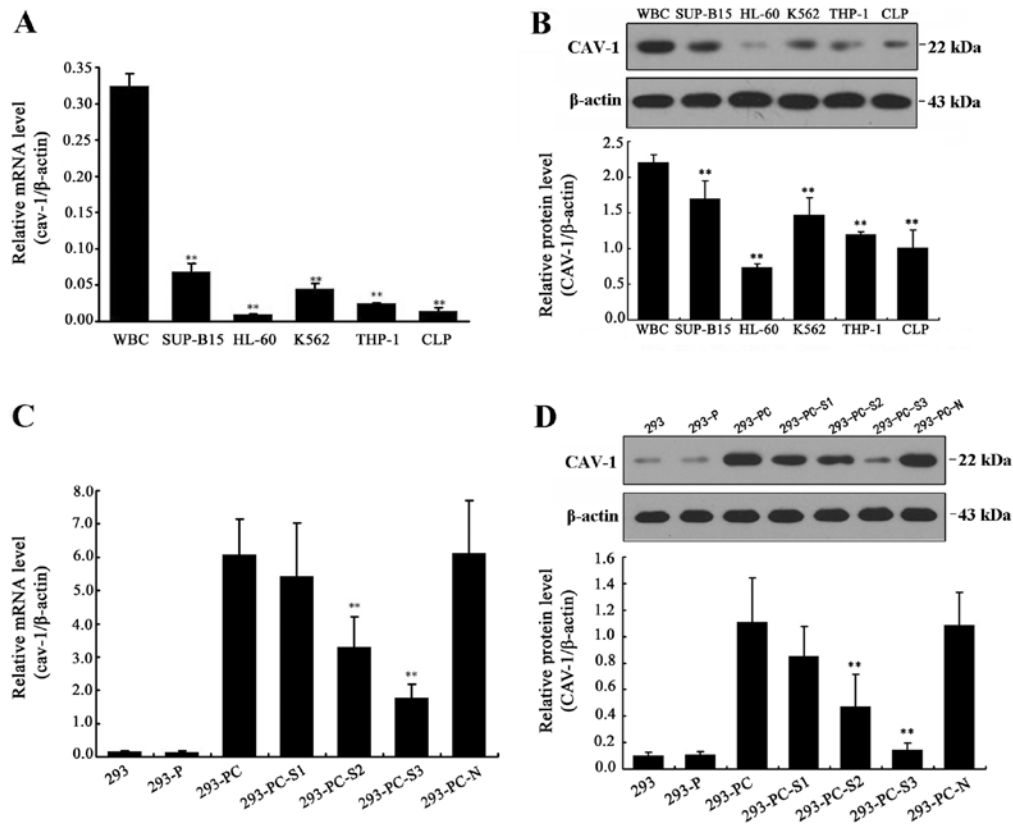 A
Relative mRNA level
(cav-1/β-actin)
0.35
0.30
0.25
0.20
0.15
0.10
0.05
0.00
**
**
**
**
**
WBC SUP-B15 HL-60 K562 THP-1 CLP
B
WBC SUP-B15 HL-60 K562 THP-1 CLP
CAV-1
22 kDa
β-actin
43 kDa
Relative protein level
(CAV-1/β-actin)
2.5
2.0
1.5
1.0
0.5
0.0
**
**
**
**
**
WBC SUP-B15 HL-60 K562 THP-1 CLP
C
Relative mRNA level
(cav-1/β-actin)
8.0
7.0
6.0
5.0
4.0
3.0
2.0
1.0
0.0
**
**
293 293-P 293-PC 293-PC-S1 293-PC-S2 293-PC-S3 293-PC-N
D
293 293-P 293-PC 293-PC-S1 293-PC-S2 293-PC-S3 293-PC-N
CAV-1
22 kDa
β-actin
43 kDa
Relative protein level
(CAV-1/β-actin)
1.6
1.4
1.2
1.0
0.8
0.6
0.4
0.2
0.0
**
**
293 293-P 293-PC 293-PC-S1 293-PC-S2 293-PC-S3 293-PC-N